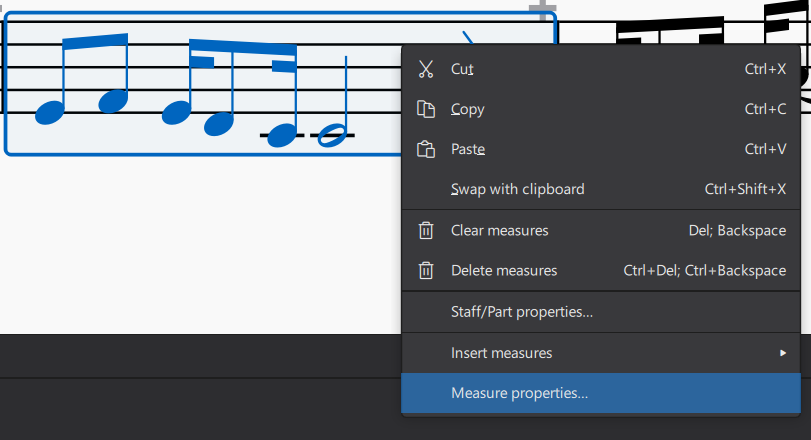 Cut Ctrl+X
Copy Ctrl+C
Paste Ctrl+V
Swap with clipboard Ctrl+Shift+X
Clear measures Del; Backspace
Delete measures Ctrl+Del; Ctrl+Backspace
Staff/Part properties...
Insert measures
Measure properties...